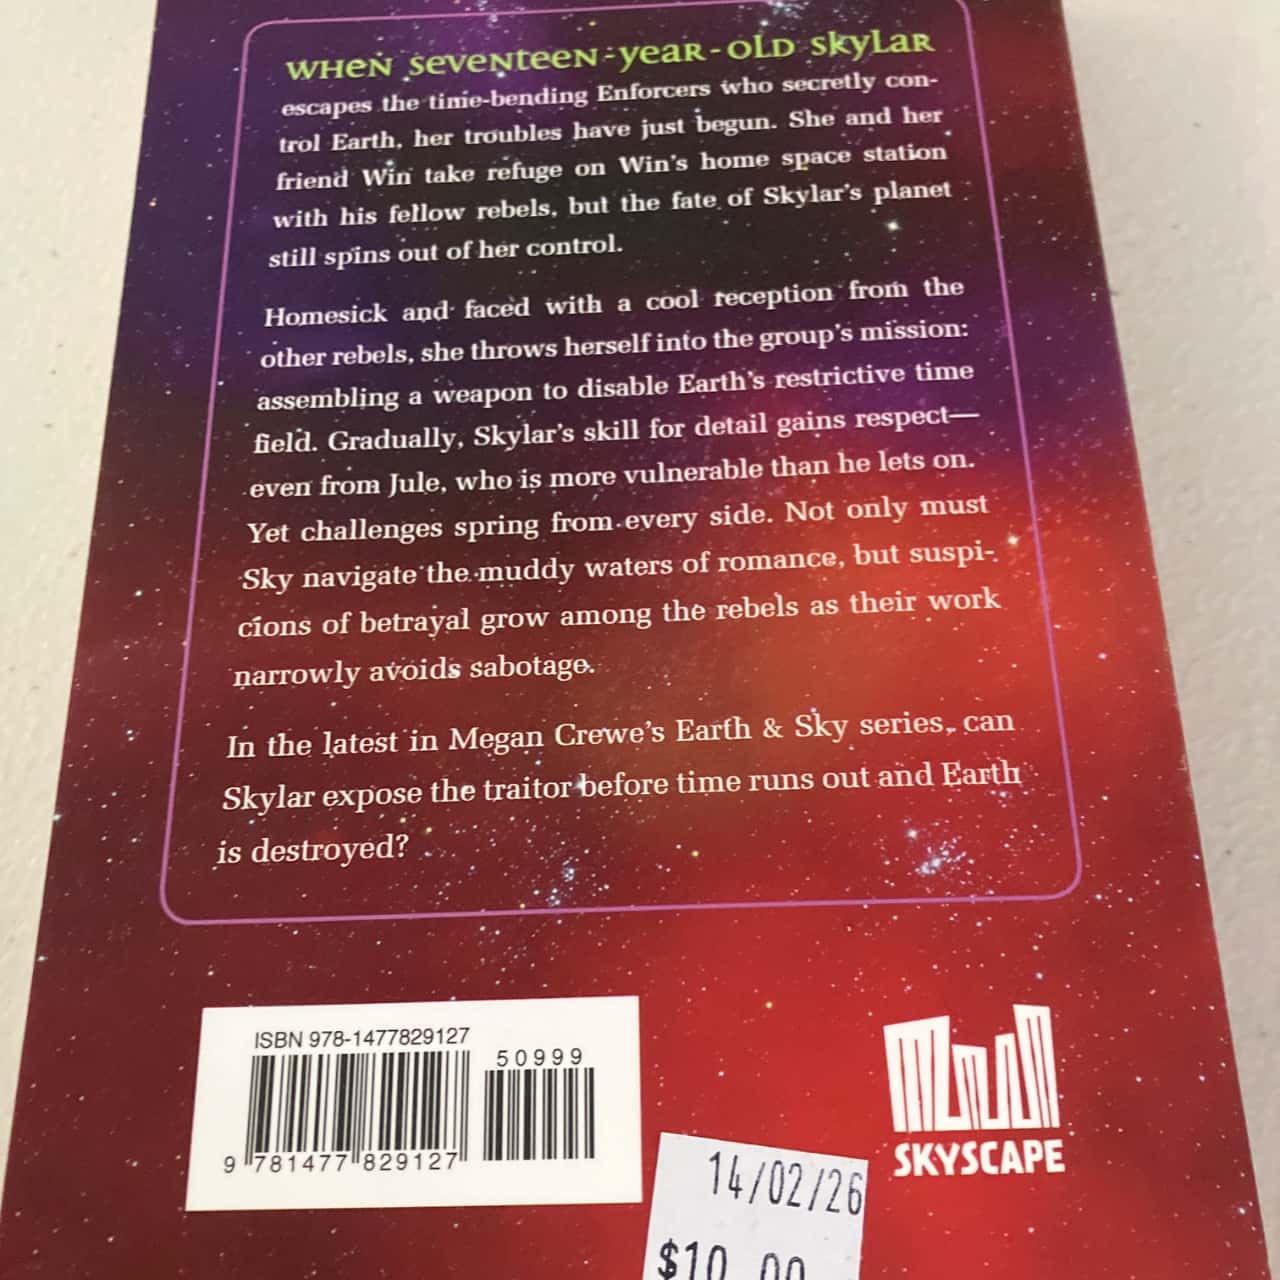 WHEN SEVENTEEN-YEAR-OLD SKYLAR
escapes the time-bending Enforcers who secretly con-
trol Earth, her troubles have just begun. She and her
friend Win take refuge on Win's home space station
with his fellow rebels, but the fate of Skylar's planet
still spins out of her control.
Homesick and faced with a cool reception from the
other rebels, she throws herself into the group's mission:
assembling a weapon to disable Earth's restrictive time
field. Gradually, Skylar's skill for detail gains respect—
even from Jule, who is more vulnerable than he lets on.
Yet challenges spring from every side. Not only must
Sky navigate the muddy waters of romance, but suspi-
cions of betrayal grow among the rebels as their work
narrowly avoids sabotage.
In the latest in Megan Crewe's Earth & Sky series, can
Skylar expose the traitor before time runs out and Earth
is destroyed?
ISBN 978-1477829127
50999
9 781477 829127
SKYSCAPE
14/02/26
$10.00